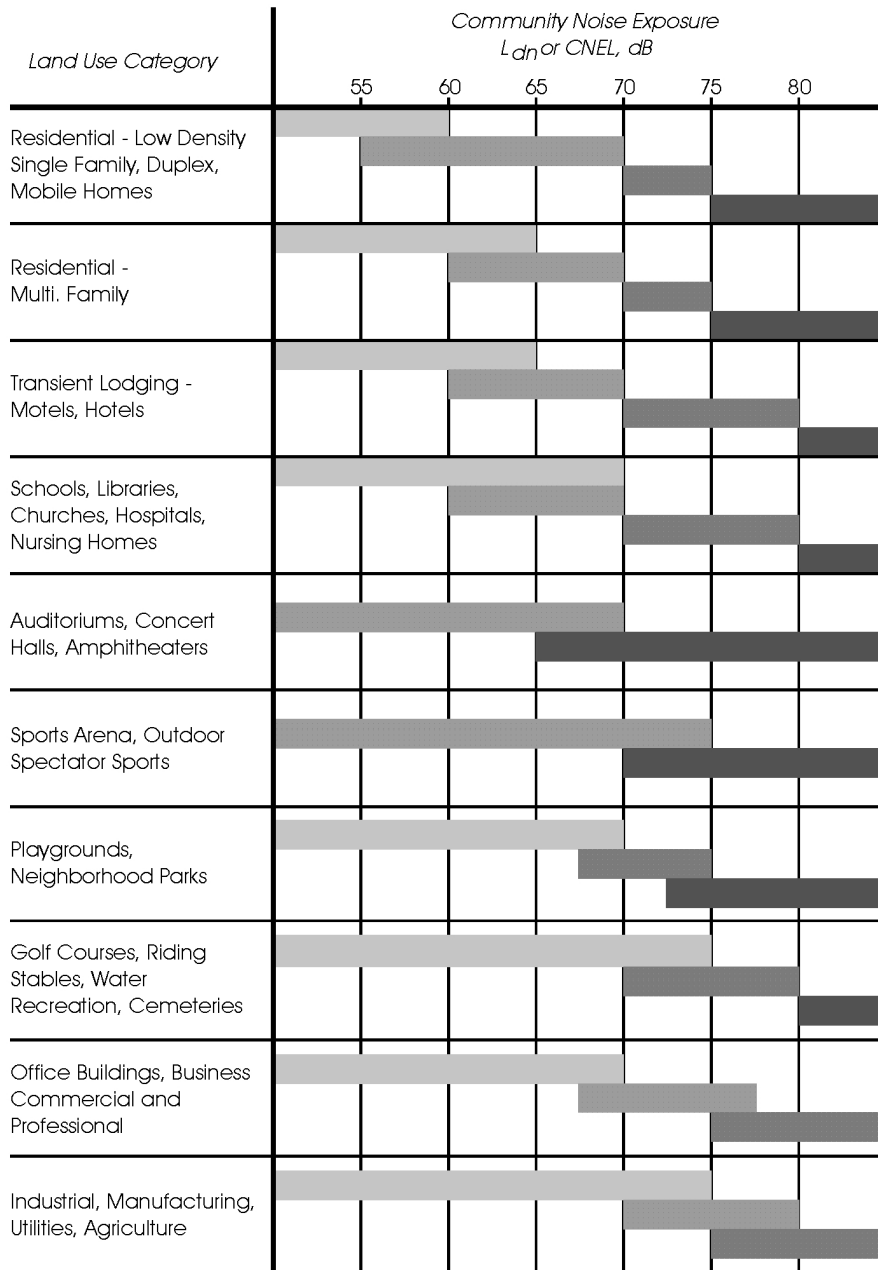 Community Noise Exposure
Ldn or CNEL, dB
Land Use Category
55 60 65 70 75 80
Residential - Low Density
Single Family, Duplex,
Mobile Homes
Residential -
Multi. Family
Transient Lodging -
Motels, Hotels
Schools, Libraries,
Churches, Hospitals,
Nursing Homes
Auditoriums, Concert
Halls, Amphitheaters
Sports Arena, Outdoor
Spectator Sports
Playgrounds,
Neighborhood Parks
Golf Courses, Riding
Stables, Water
Recreation, Cemeteries
Office Buildings, Business
Commercial and
Professional
Industrial, Manufacturing,
Utilities, Agriculture